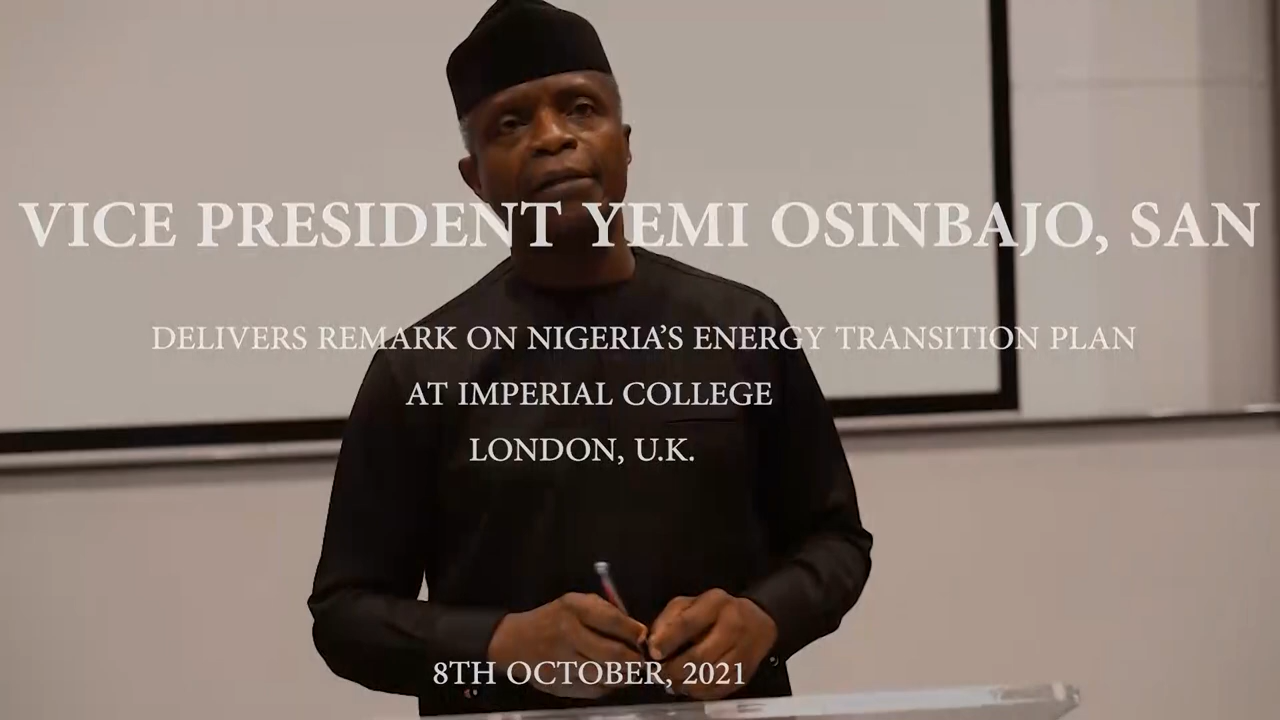 VICE PRESIDENT YEMI OSINBAJO, SAN
DELIVERS REMARK ON NIGERIA'S ENERGY TRANSITION PLAN
AT IMPERIAL COLLEGE
LONDON, U.K.
8TH OCTOBER, 2021